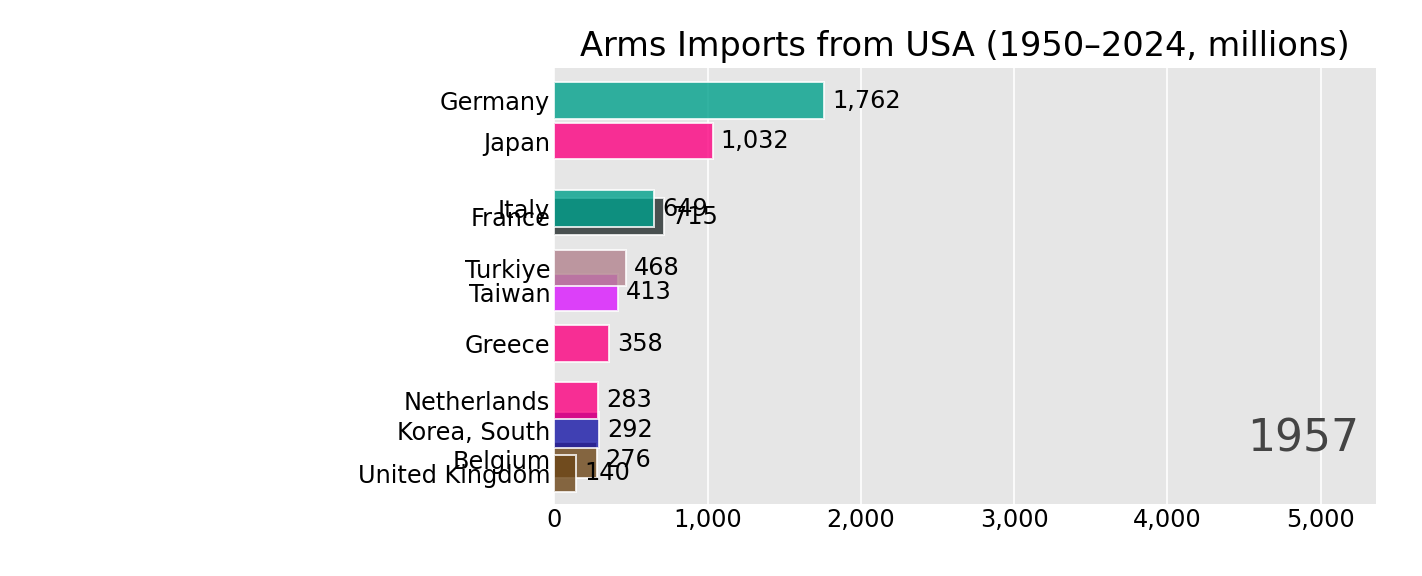 Arms Imports from USA (1950–2024, millions)
Germany 1,762
Japan 1,032
Italy 649
France 715
Turkiye 468
Taiwan 413
Greece 358
Netherlands 283
Korea, South 292
1957
Belgium 276
United Kingdom 140
0 1,000 2,000 3,000 4,000 5,000